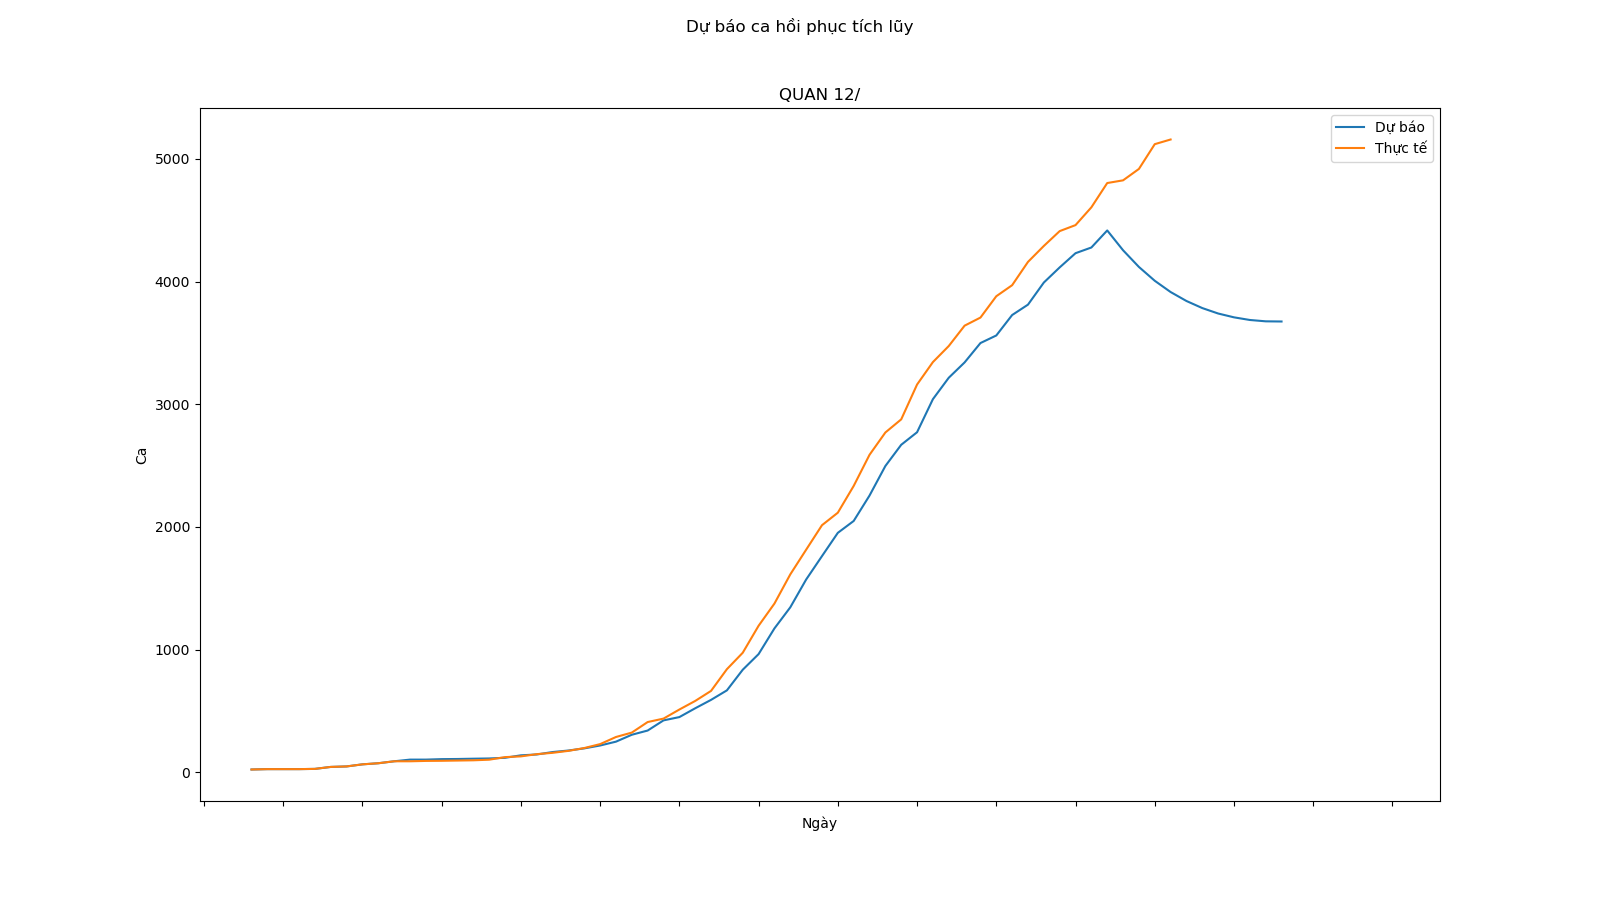 Dự báo ca hồi phục tích lũy
QUAN 12/
Dự báo
Thực tế
5000
4000
3000
2000
1000
0
Ca
Ngày